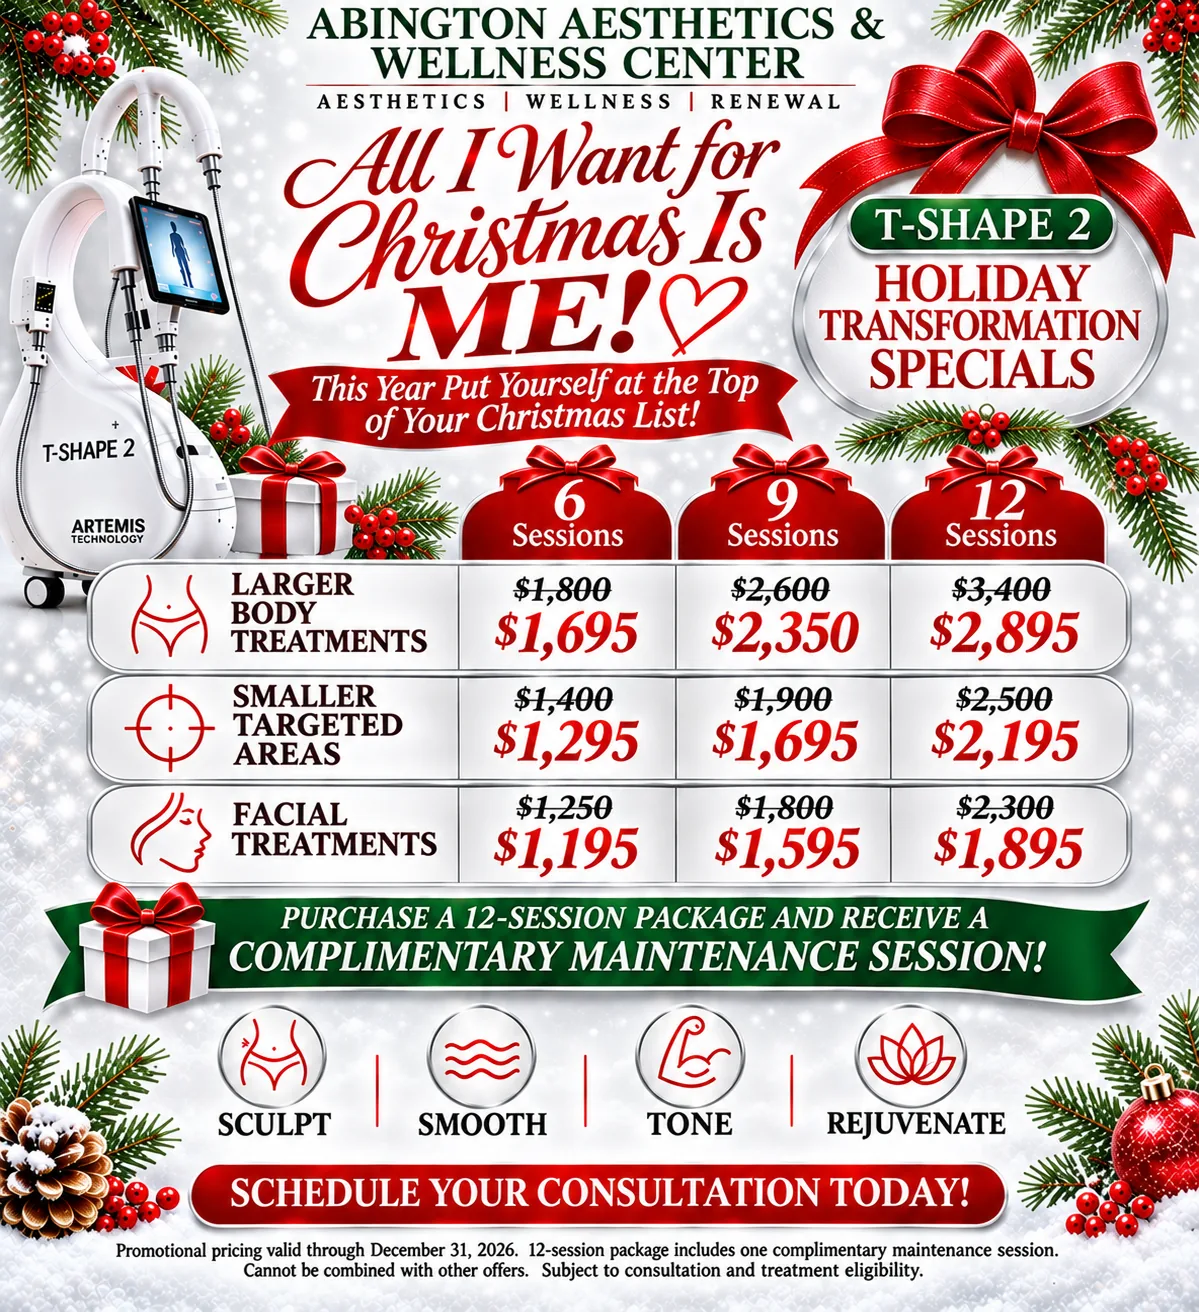 ABINGTON AESTHETICS &
WELLNESS CENTER
AESTHETICS | WELLNESS | RENEWAL
All I Want for
Christmas Is
ME!
This Year Put Yourself at the Top
of Your Christmas List!
T-SHAPE 2
HOLIDAY
TRANSFORMATION
SPECIALS
T-SHAPE 2
ARTEMIS
TECHNOLOGY
6
Sessions
9
Sessions
12
Sessions
LARGER
BODY
TREATMENTS
$1,800
$1,695
$2,600
$2,350
$3,400
$2,895
SMALLER
TARGETED
AREAS
$1,400
$1,295
$1,900
$1,695
$2,500
$2,195
FACIAL
TREATMENTS
$1,250
$1,195
$1,800
$1,595
$2,300
$1,895
PURCHASE A 12-SESSION PACKAGE AND RECEIVE A
COMPLIMENTARY MAINTENANCE SESSION!
SCULPT
SMOOTH
TONE
REJUVENATE
SCHEDULE YOUR CONSULTATION TODAY!
Promotional pricing valid through December 31, 2026. 12-session package includes one complimentary maintenance session.
Cannot be combined with other offers. Subject to consultation and treatment eligibility.